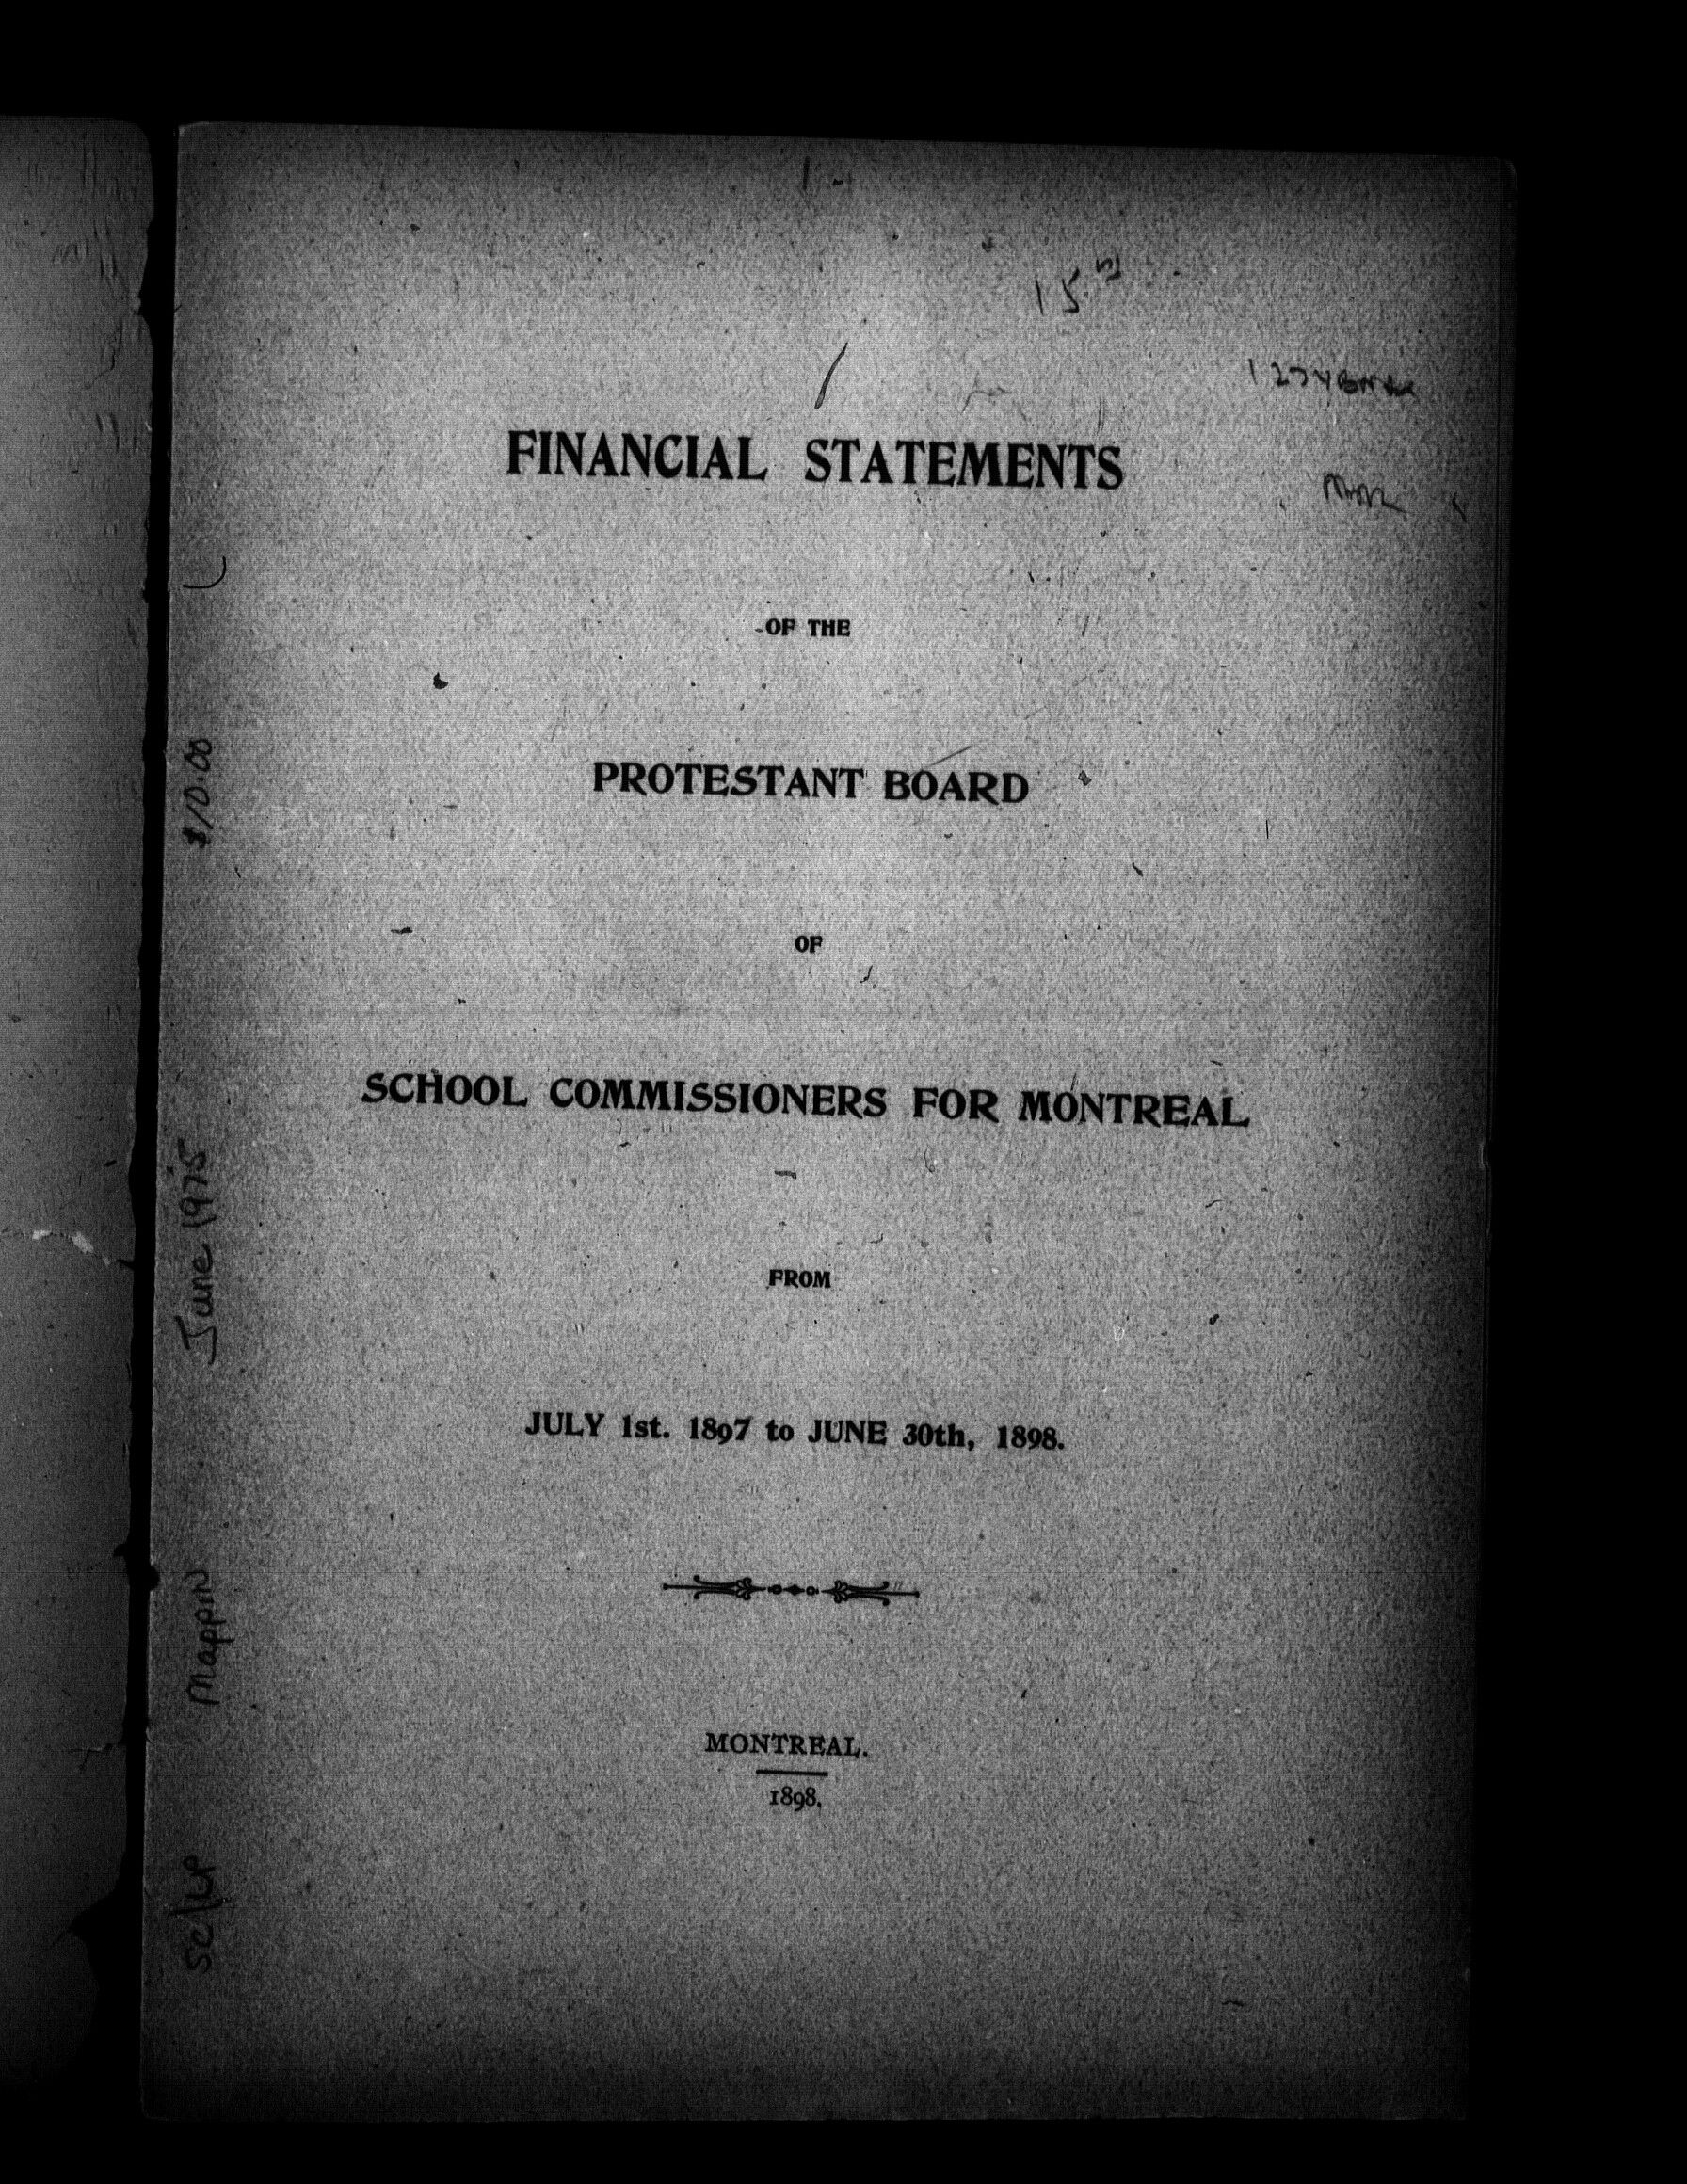 FINANCIAL STATEMENTS
OF THE
PROTESTANT BOARD
OF
SCHOOL COMMISSIONERS FOR MONTREAL
FROM
JULY 1st. 1897 to JUNE 30th, 1898.
MONTREAL.
1898.
Mappin June 1975 $10.00